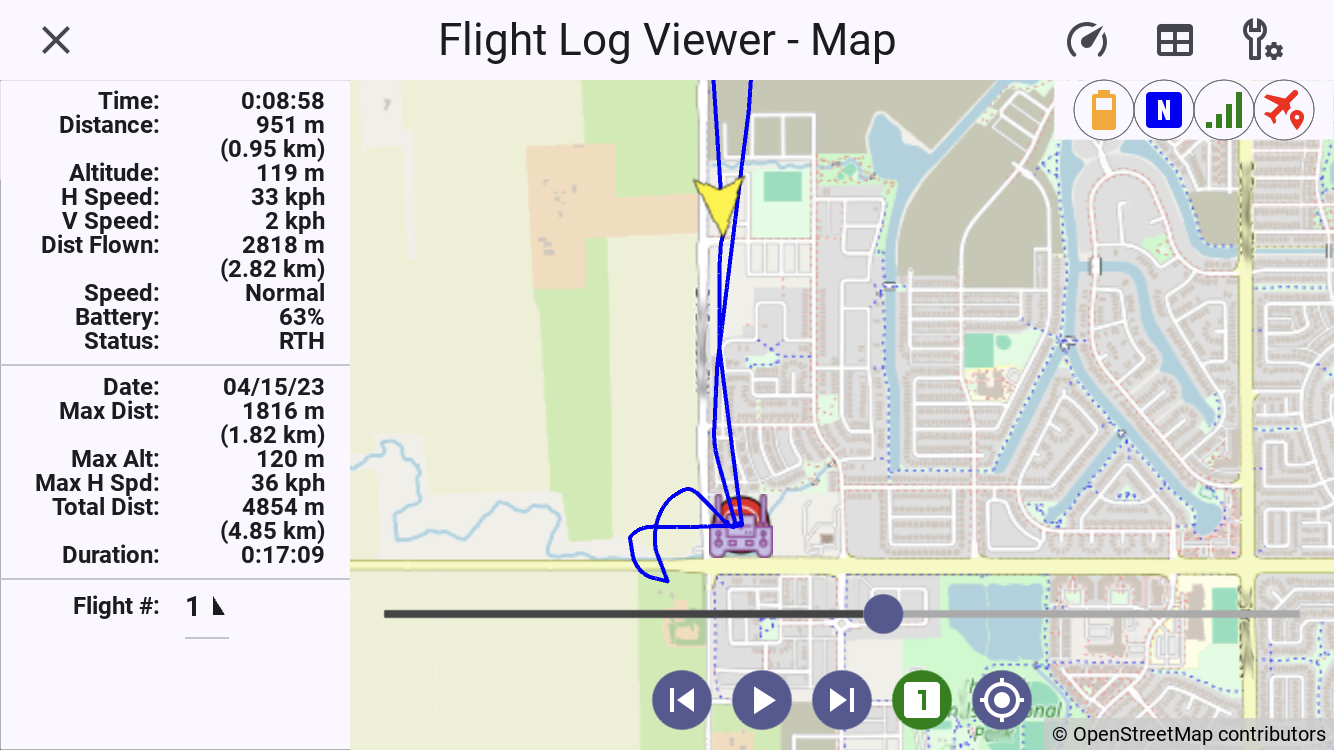 Flight Log Viewer - Map
Time: 0:08:58
Distance: 951 m
(0.95 km)
Altitude: 119 m
H Speed: 33 kph
V Speed: 2 kph
Dist Flown: 2818 m
(2.82 km)
Speed: Normal
Battery: 63%
Status: RTH
Date: 04/15/23
Max Dist: 1816 m
(1.82 km)
Max Alt: 120 m
Max H Spd: 36 kph
Total Dist: 4854 m
(4.85 km)
Duration: 0:17:09
Flight #: 1
N
1
© OpenStreetMap contributors